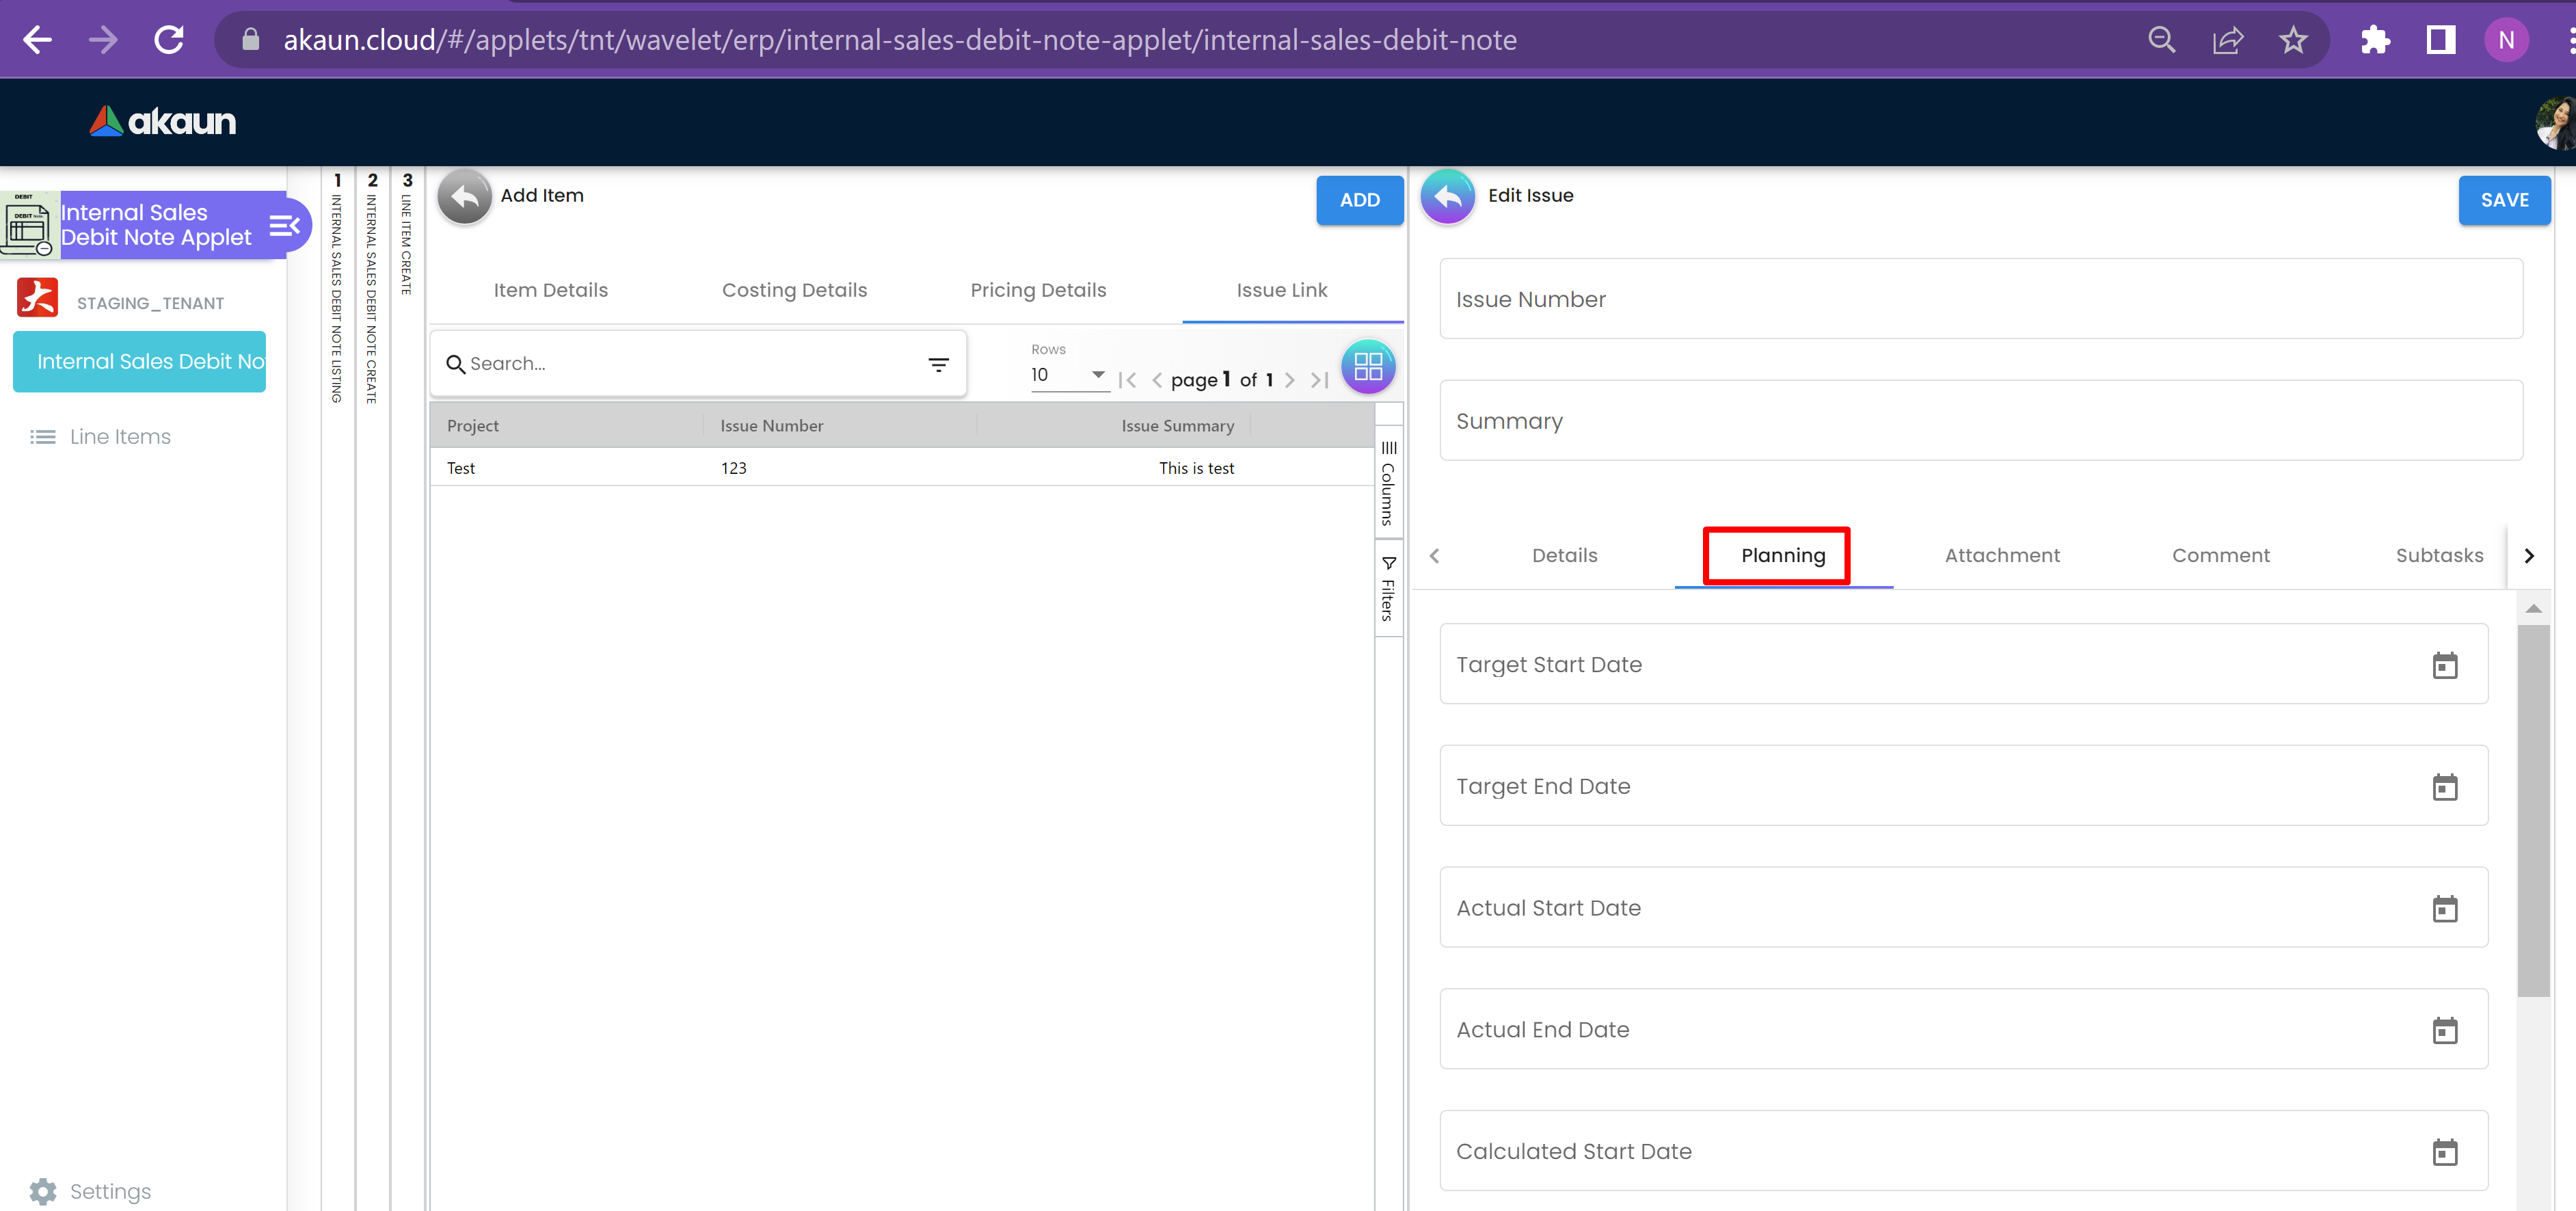 akaun.cloud/#/applets/tnt/wavelet/erp/internal-sales-debit-note-applet/internal-sales-debit-note
N
akaun
DEBIT
DEBIT Note
Internal Sales
Debit Note Applet
STAGING_TENANT
Internal Sales Debit No
Line Items
Settings
1 INTERNAL SALES DEBIT NOTE LISTING
2 INTERNAL SALES DEBIT NOTE CREATE
3 LINE ITEM CREATE
Add Item
ADD
Item Details
Costing Details
Pricing Details
Issue Link
Search...
Rows
10
page 1 of 1
Project
Issue Number
Issue Summary
Test
123
This is test
Columns
Filters
Edit Issue
SAVE
Issue Number
Summary
Details
Planning
Attachment
Comment
Subtasks
Target Start Date
Target End Date
Actual Start Date
Actual End Date
Calculated Start Date